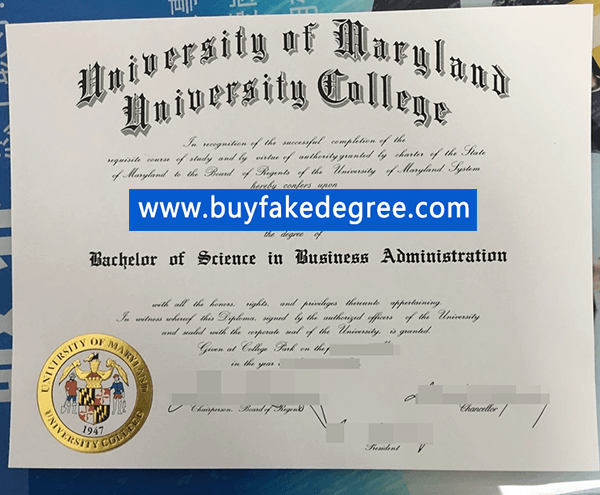 University of Maryland
University College
In recognition of the successful completion of the
requisite course of study and by virtue of authority granted by charter of the State
of Maryland to the Board of Regents of the University of Maryland System
hereby confers upon
www.buyfakedegree.com
the degree of
Bachelor of Science in Business Administration
with all the honors, rights, and privileges thereunto appertaining.
In witness whereof this Diploma, signed by the authorized officers of the University
and sealed with the corporate seal of the University, is granted.
Given at College Park on the
in the year
Chairperson, Board of Regents
Chancellor
President
UNIVERSITY OF MARYLAND
UNIVERSITY COLLEGE
1947